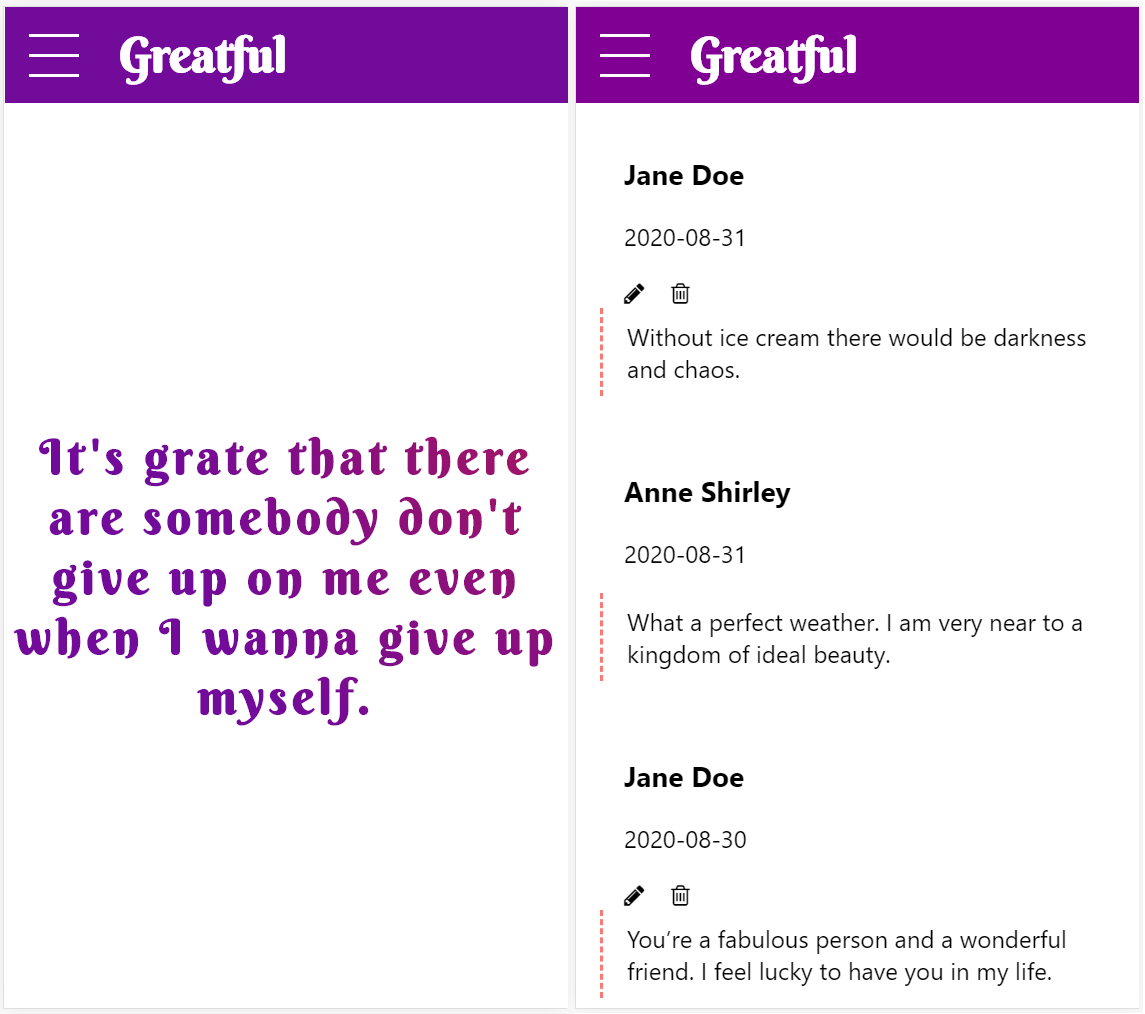 Greatful
It's grate that there
are somebody don't
give up on me even
when I wanna give up
myself.
Greatful
Jane Doe
2020-08-31
Without ice cream there would be darkness
and chaos.
Anne Shirley
2020-08-31
What a perfect weather. I am very near to a
kingdom of ideal beauty.
Jane Doe
2020-08-30
You’re a fabulous person and a wonderful
friend. I feel lucky to have you in my life.